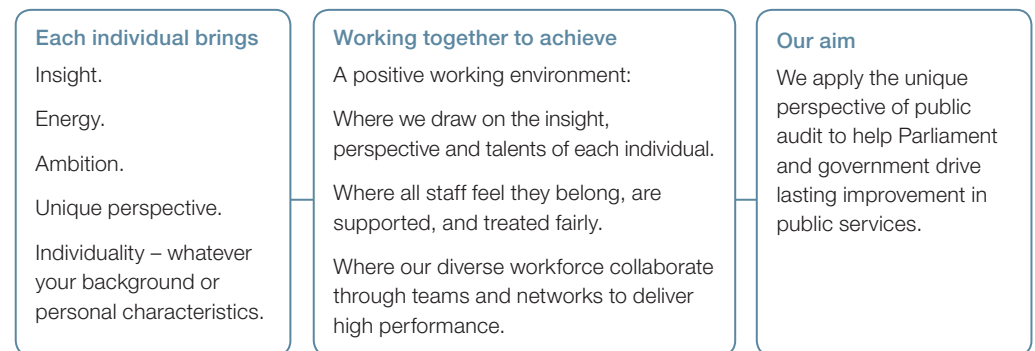 Each individual brings
Insight.
Energy.
Ambition.
Unique perspective.
Individuality – whatever
your background or
personal characteristics.
Working together to achieve
A positive working environment:
Where we draw on the insight,
perspective and talents of each individual.
Where all staff feel they belong, are
supported, and treated fairly.
Where our diverse workforce collaborate
through teams and networks to deliver
high performance.
Our aim
We apply the unique
perspective of public
audit to help Parliament
and government drive
lasting improvement in
public services.